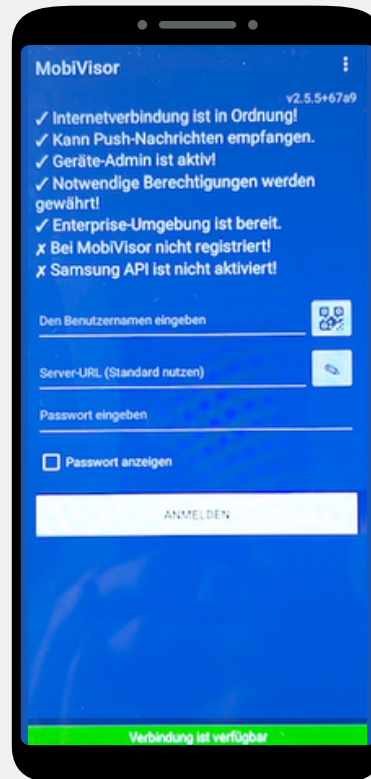 MobiVisor
v2.5.5+67a9
✓ Internetverbindung ist in Ordnung!
✓ Kann Push-Nachrichten empfangen.
✓ Geräte-Admin ist aktiv!
✓ Notwendige Berechtigungen werden
gewährt!
✓ Enterprise-Umgebung ist bereit.
✗ Bei MobiVisor nicht registriert!
✗ Samsung API ist nicht aktiviert!
Den Benutzernamen eingeben
Server-URL (Standard nutzen)
Passwort eingeben
Passwort anzeigen
ANMELDEN
Verbindung ist verfügbar